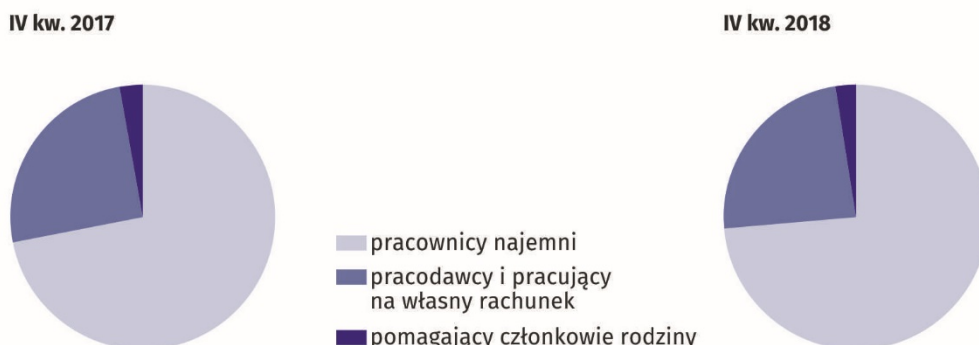 IV kw. 2017
IV kw. 2018
pracownicy najemni
pracodawcy i pracujący
na własny rachunek
pomagający członkowie rodziny